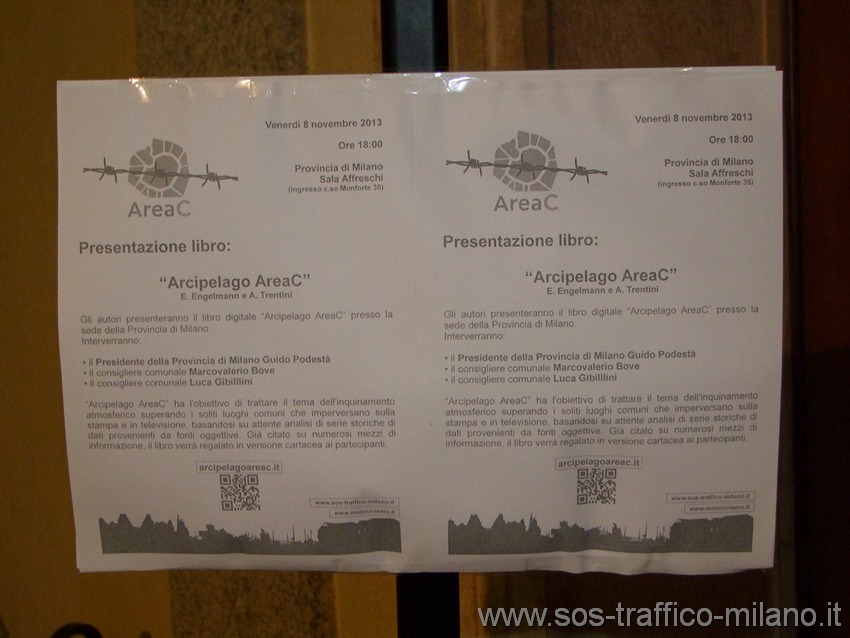 Venerdì 8 novembre 2013
Ore 18:00
Provincia di Milano
Sala Affreschi
(ingresso c.so Monforte 35)
AreaC
Presentazione libro:
“Arcipelago AreaC”
E. Engelmann e A. Trentini
Gli autori presenteranno il libro digitale “Arcipelago AreaC” presso la
sede della Provincia di Milano.
Interverranno:
• il Presidente della Provincia di Milano Guido Podestà
• il consigliere comunale Marcovalerio Bove
• il consigliere comunale Luca Gibillini
“Arcipelago AreaC” ha l'obiettivo di trattare il tema dell'inquinamento
atmosferico superando i soliti luoghi comuni che imperversano sulla
stampa e in televisione, basandosi su attente analisi di serie storiche di
dati provenienti da fonti oggettive. Già citato su numerosi mezzi di
informazione, il libro verrà regalato in versione cartacea ai partecipanti.
arcipelagoareac.it
www.sos-traffico-milano.it
www.motocivismo.it
Venerdì 8 novembre 2013
Ore 18:00
Provincia di Milano
Sala Affreschi
(ingresso c.so Monforte 35)
AreaC
Presentazione libro:
“Arcipelago AreaC”
E. Engelmann e A. Trentini
Gli autori presenteranno il libro digitale “Arcipelago AreaC” presso la
sede della Provincia di Milano.
Interverranno:
• il Presidente della Provincia di Milano Guido Podestà
• il consigliere comunale Marcovalerio Bove
• il consigliere comunale Luca Gibillini
“Arcipelago AreaC” ha l'obiettivo di trattare il tema dell'inquinamento
atmosferico superando i soliti luoghi comuni che imperversano sulla
stampa e in televisione, basandosi su attente analisi di serie storiche di
dati provenienti da fonti oggettive. Già citato su numerosi mezzi di
informazione, il libro verrà regalato in versione cartacea ai partecipanti.
arcipelagoareac.it
www.sos-traffico-milano.it
www.motocivismo.it
www.sos-traffico-milano.it